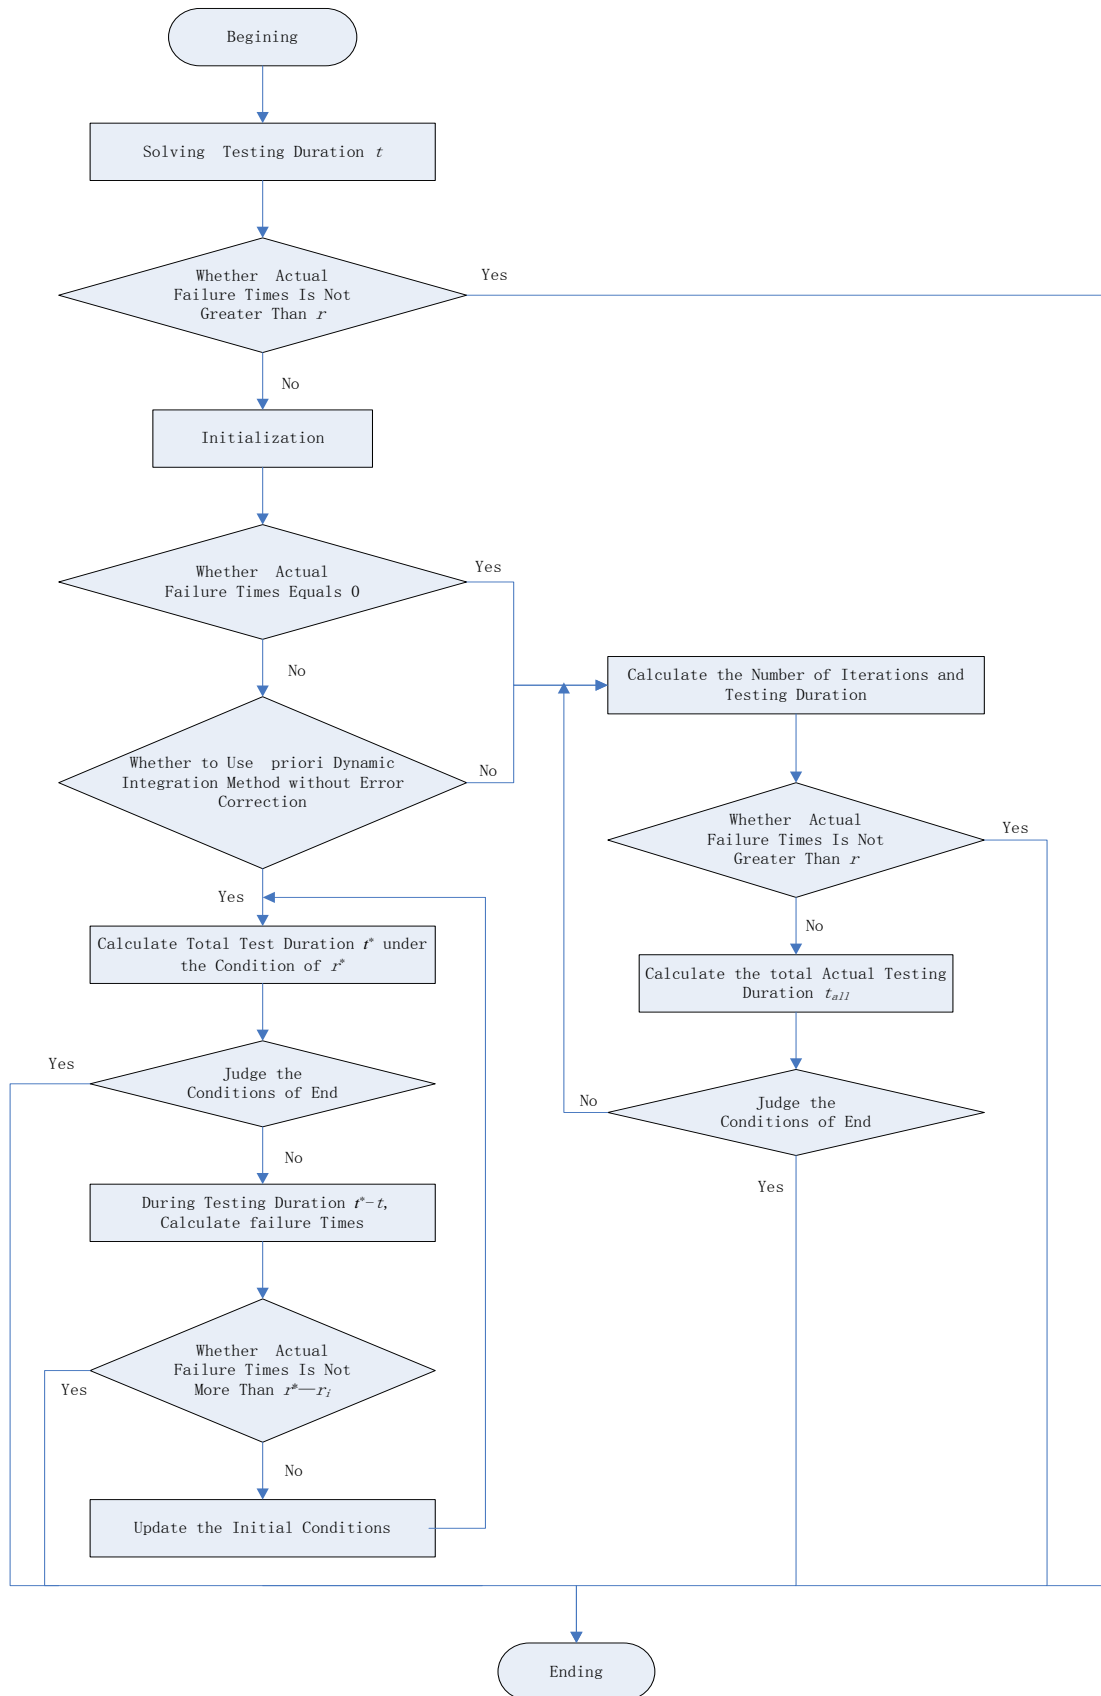 Begining
Solving Testing Duration t
Whether Actual
Failure Times Is Not
Greater Than r
Yes
No
Initialization
Whether Actual
Failure Times Equals 0
Yes
No
Whether to Use priori Dynamic
Integration Method without Error
Correction
No
Yes
Calculate Total Test Duration t* under
the Condition of r*
Judge the
Conditions of End
Yes
No
During Testing Duration t*-t,
Calculate failure Times
Whether Actual
Failure Times Is Not
More Than r*—ri
Yes
No
Update the Initial Conditions
Calculate the Number of Iterations and
Testing Duration
Whether Actual
Failure Times Is Not
Greater Than r
Yes
No
Calculate the total Actual Testing
Duration tall
Judge the
Conditions of End
No
Yes
Ending